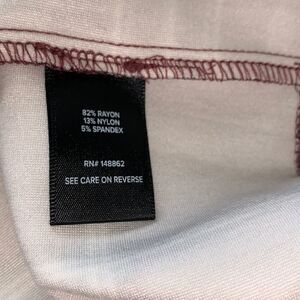 82% RAYON
13% NYLON
5% SPANDEX
RN# 148862
SEE CARE ON REVERSE